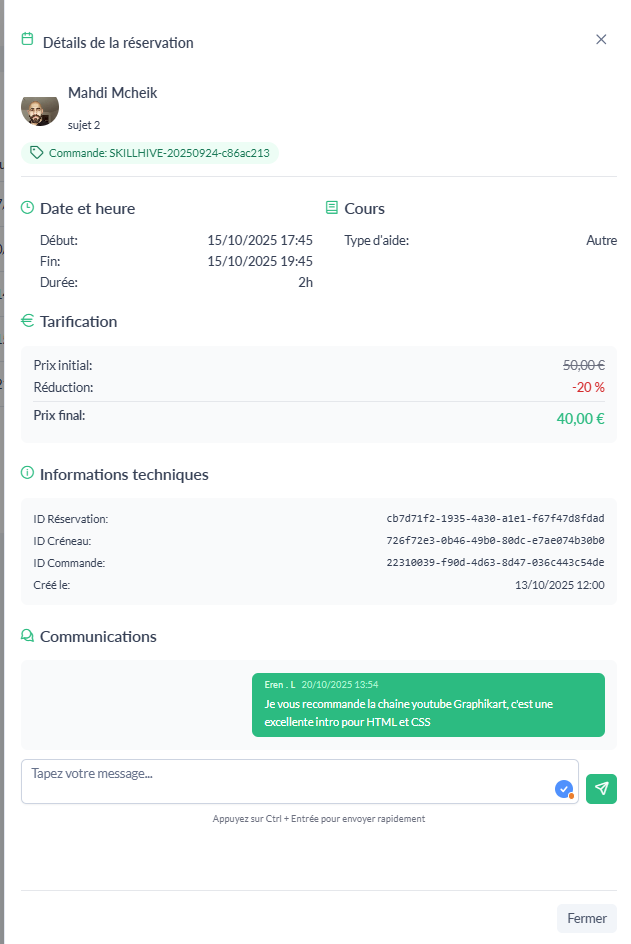 Détails de la réservation
Mahdi Mcheik
sujet 2
Commande: SKILLHIVE-20250924-c86ac213
Date et heure
Début: 15/10/2025 17:45
Fin: 15/10/2025 19:45
Durée: 2h
Cours
Type d'aide: Autre
Tarification
Prix initial: 50,00 €
Réduction: -20 %
Prix final: 40,00 €
Informations techniques
ID Réservation: cb7d71f2-1935-4a30-a1e1-f67f47d8fdad
ID Créneau: 726f72e3-0b46-49b0-80dc-e7ae074b30b0
ID Commande: 22310039-f90d-4d63-8d47-036c443c54de
Créé le: 13/10/2025 12:00
Communications
Eren . L 20/10/2025 13:54
Je vous recommande la chaine youtube Graphikart, c'est une
excellente intro pour HTML et CSS
Tapez votre message...
Appuyez sur Ctrl + Entrée pour envoyer rapidement
Fermer